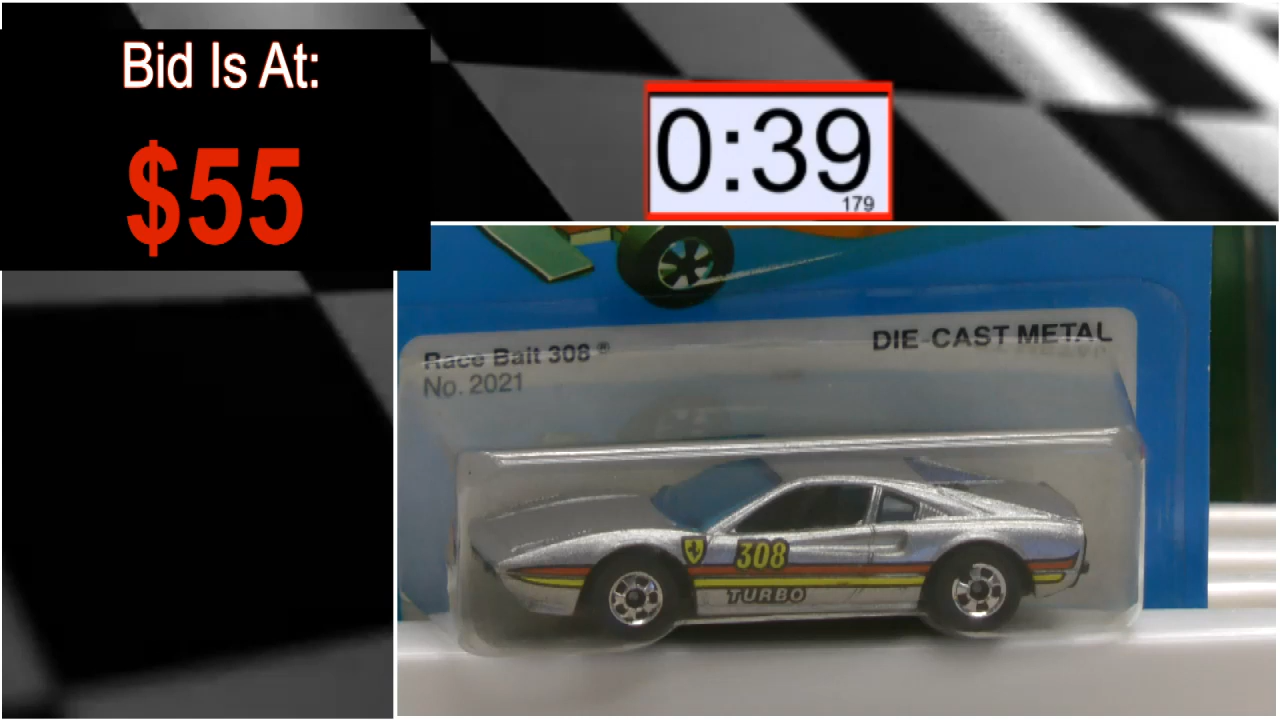 Bid Is At:
$55
0:39
179
Race Bait 308 ®
No. 2021
DIE-CAST METAL
308
TURBO